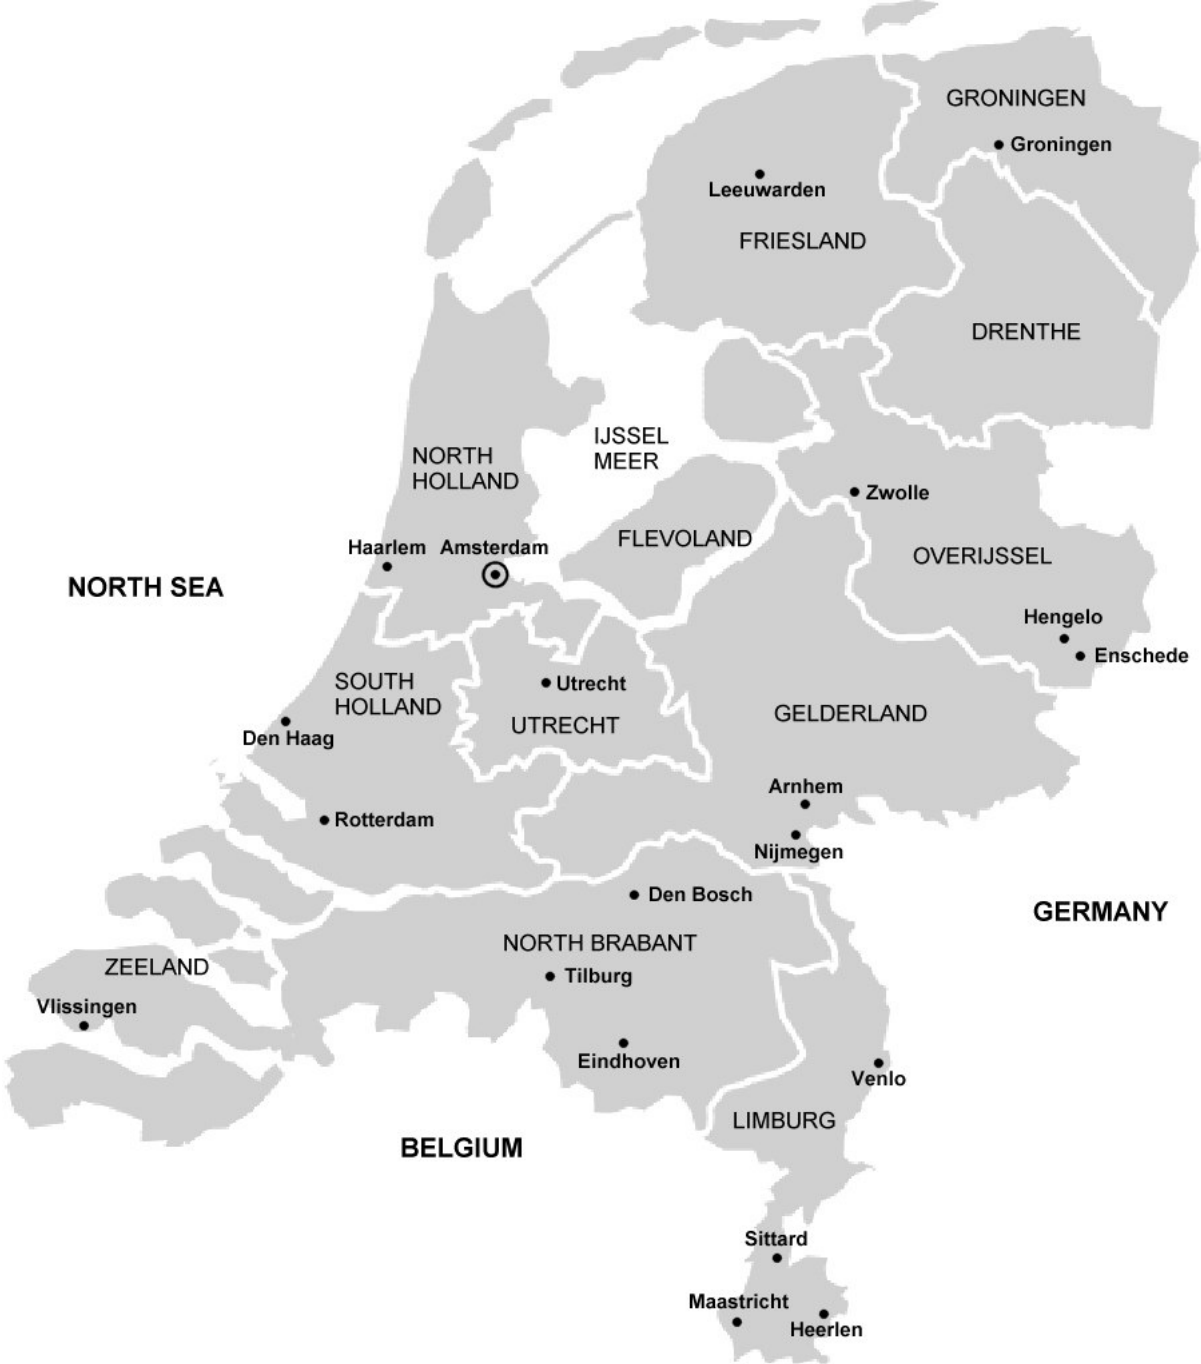 GRONINGEN
Groningen
Leeuwarden
FRIESLAND
DRENTHE
IJSSEL
MEER
NORTH
HOLLAND
Zwolle
FLEVOLAND
Haarlem
Amsterdam
OVERIJSSEL
NORTH SEA
Hengelo
Enschede
SOUTH
HOLLAND
Utrecht
UTRECHT
GELDERLAND
Den Haag
Arnhem
Rotterdam
Nijmegen
Den Bosch
GERMANY
NORTH BRABANT
ZEELAND
Tilburg
Vlissingen
Eindhoven
Venlo
LIMBURG
BELGIUM
Sittard
Maastricht
Heerlen